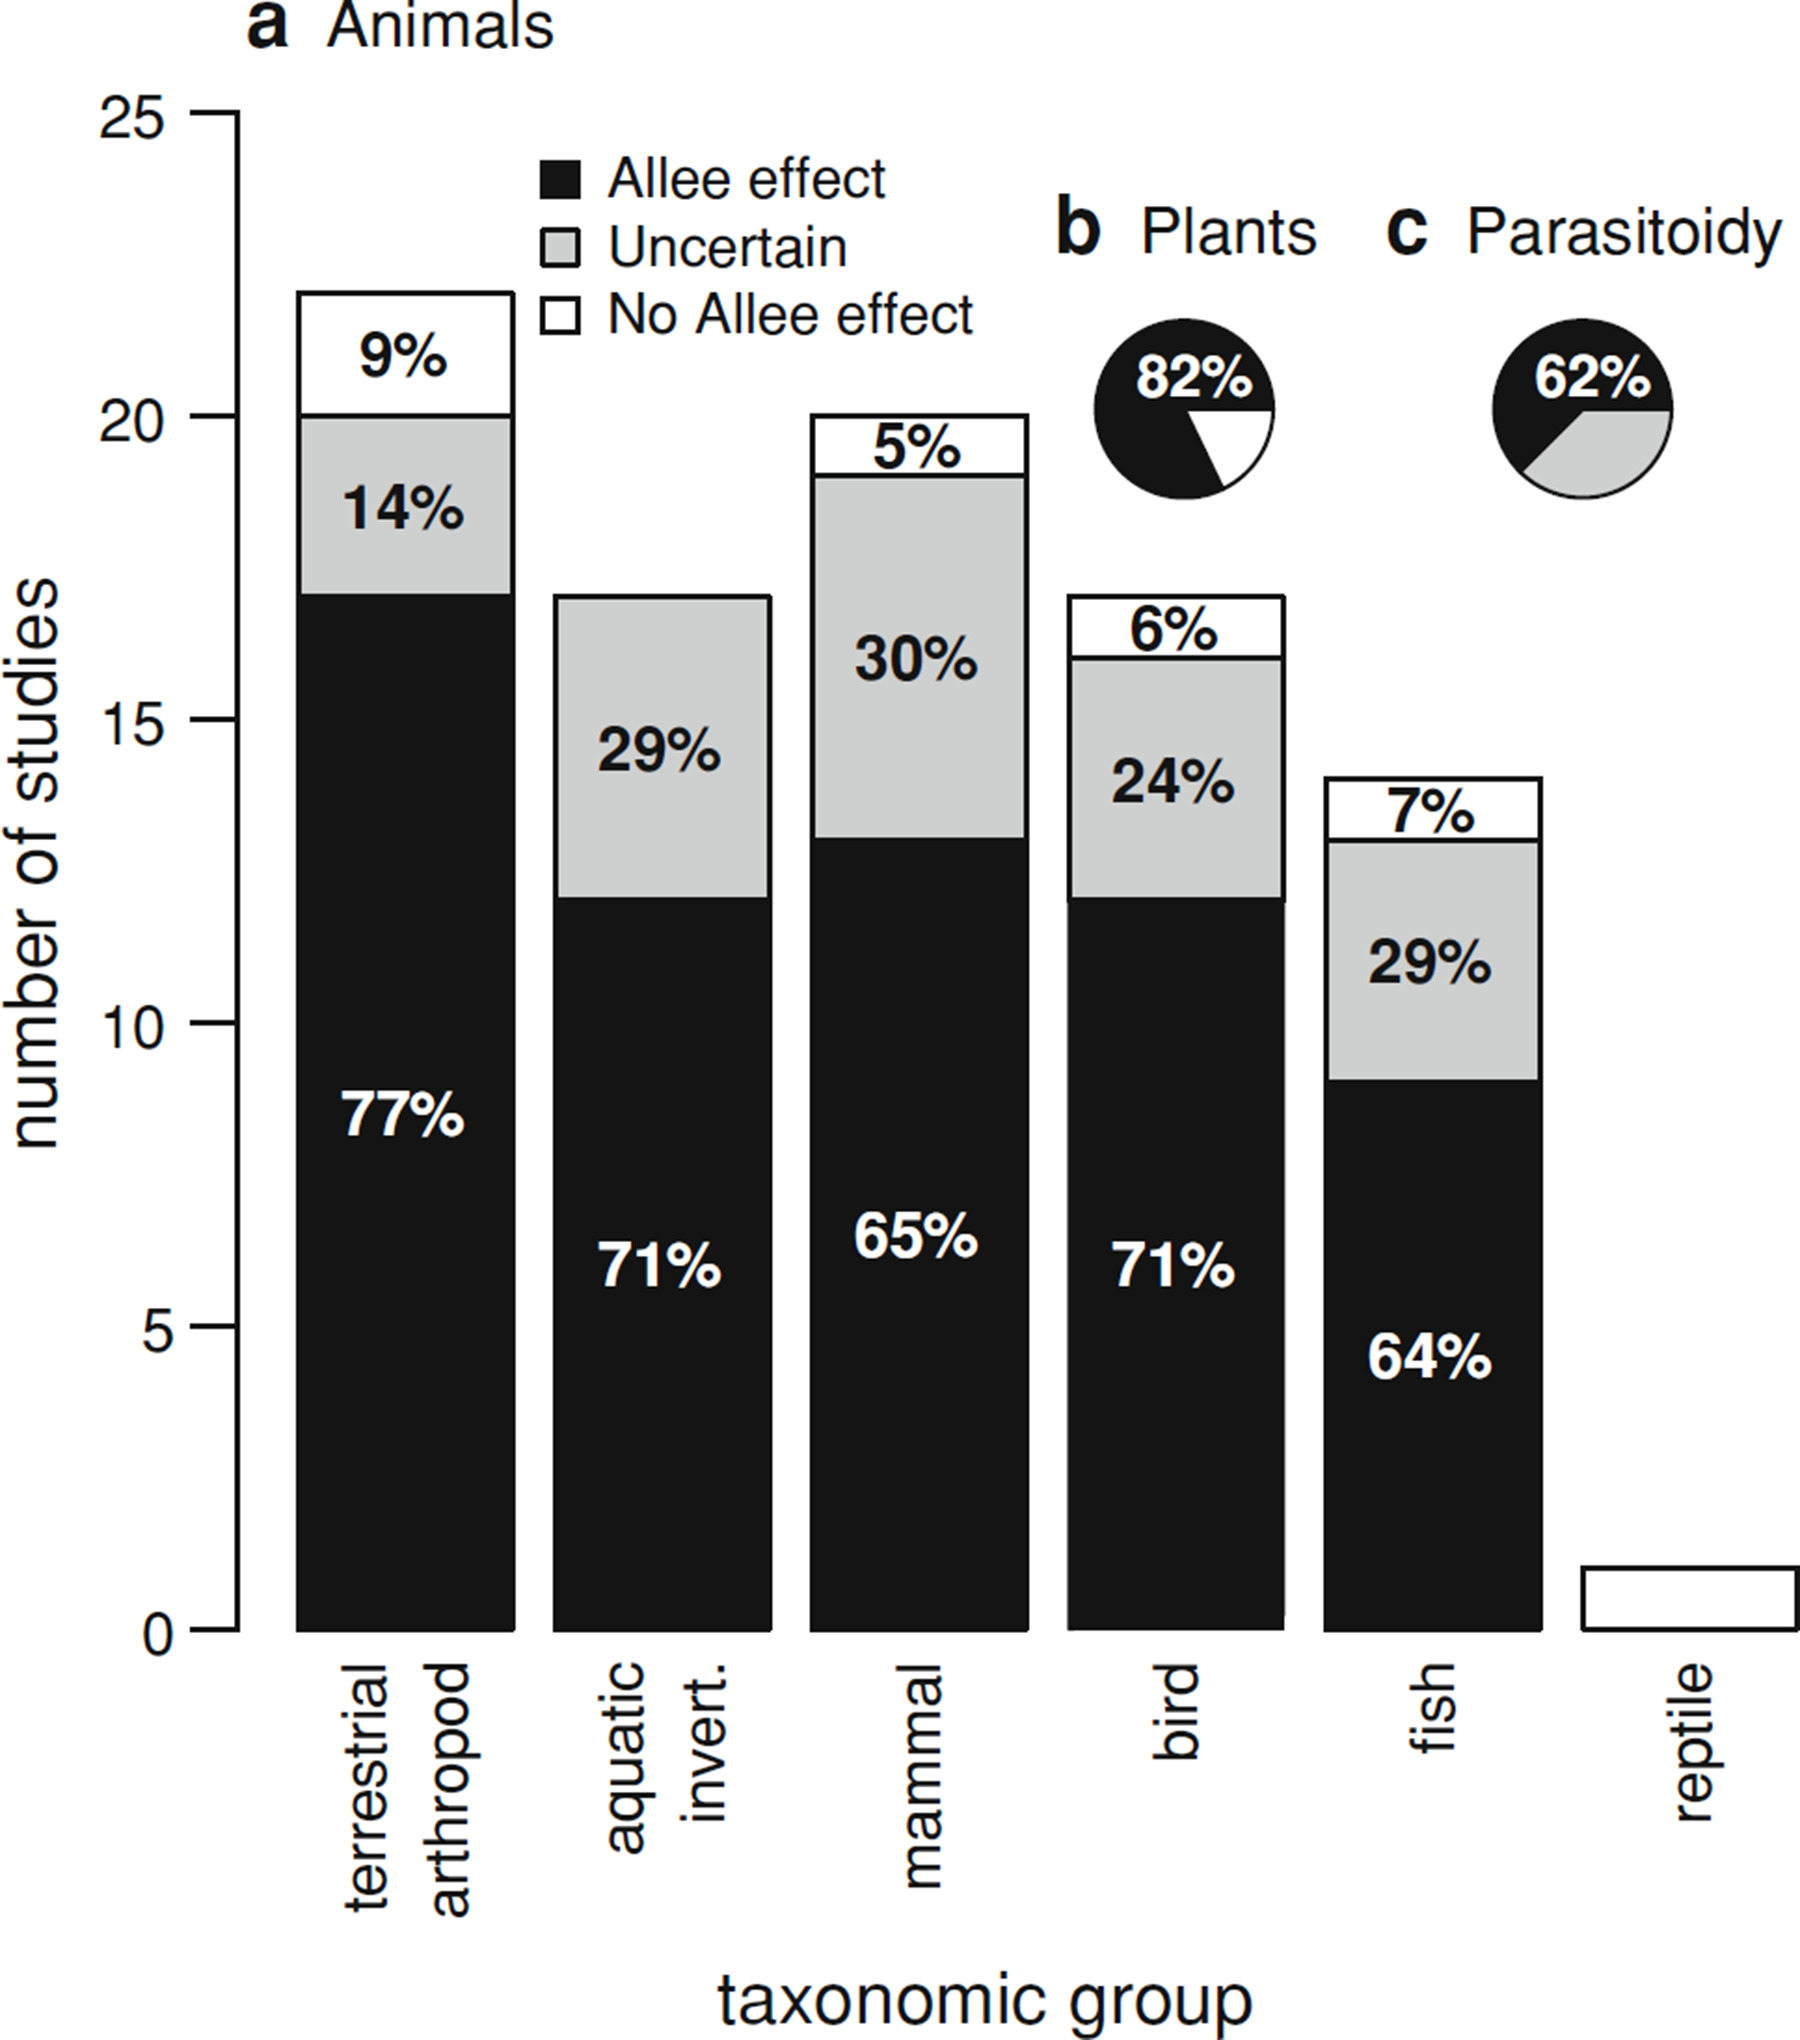 a Animals
25
20
15
10
5
0
number of studies
Allee effect
Uncertain
No Allee effect
b Plants
82%
c Parasitoidy
62%
9%
14%
77%
29%
71%
5%
30%
65%
6%
24%
71%
7%
29%
64%
terrestrial
arthropod
aquatic
invert.
mammal
bird
fish
reptile
taxonomic group